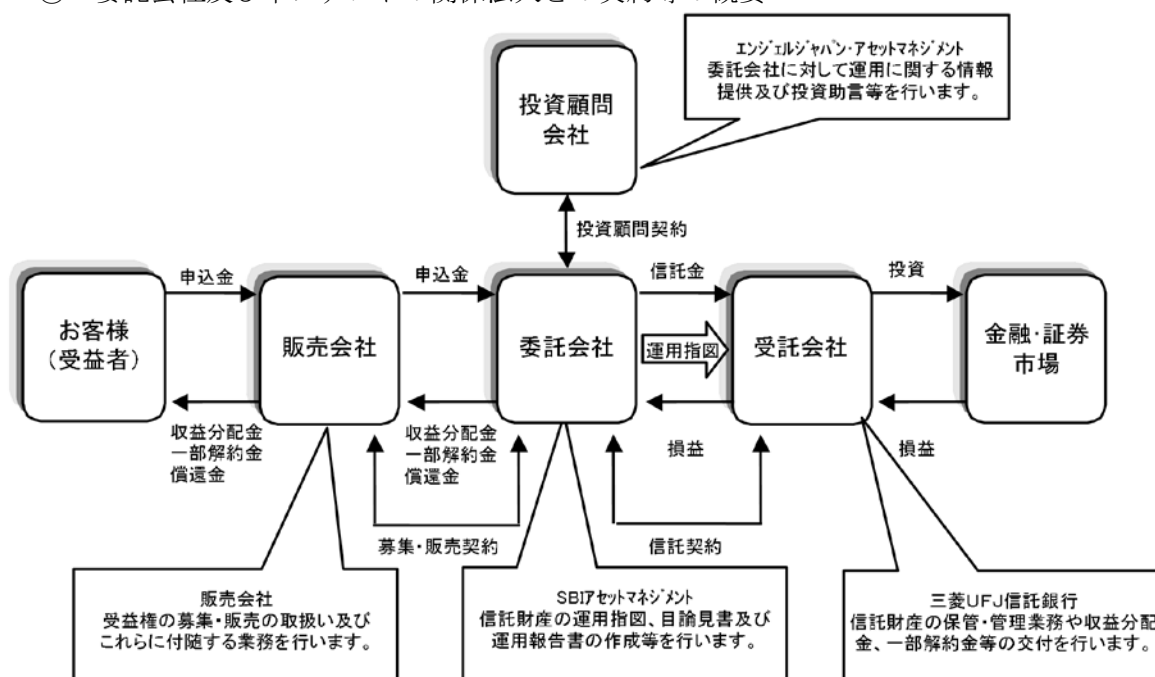 エンジェルジャパン・アセットマネジメント
委託会社に対して運用に関する情報
提供及び投資助言等を行います。
投資顧問
会社
投資顧問契約
申込金
申込金
信託金
投資
お客様
(受益者)
販売会社
委託会社
運用指図
受託会社
金融・証券
市場
収益分配金
一部解約金
償還金
収益分配金
一部解約金
償還金
損益
損益
募集・販売契約
信託契約
販売会社
受益権の募集・販売の取扱い及び
これらに付随する業務を行います。
SBIアセットマネジメント
信託財産の運用指図、目論見書及び
運用報告書の作成等を行います。
三菱UFJ信託銀行
信託財産の保管・管理業務や収益分配
金、一部解約金等の交付を行います。